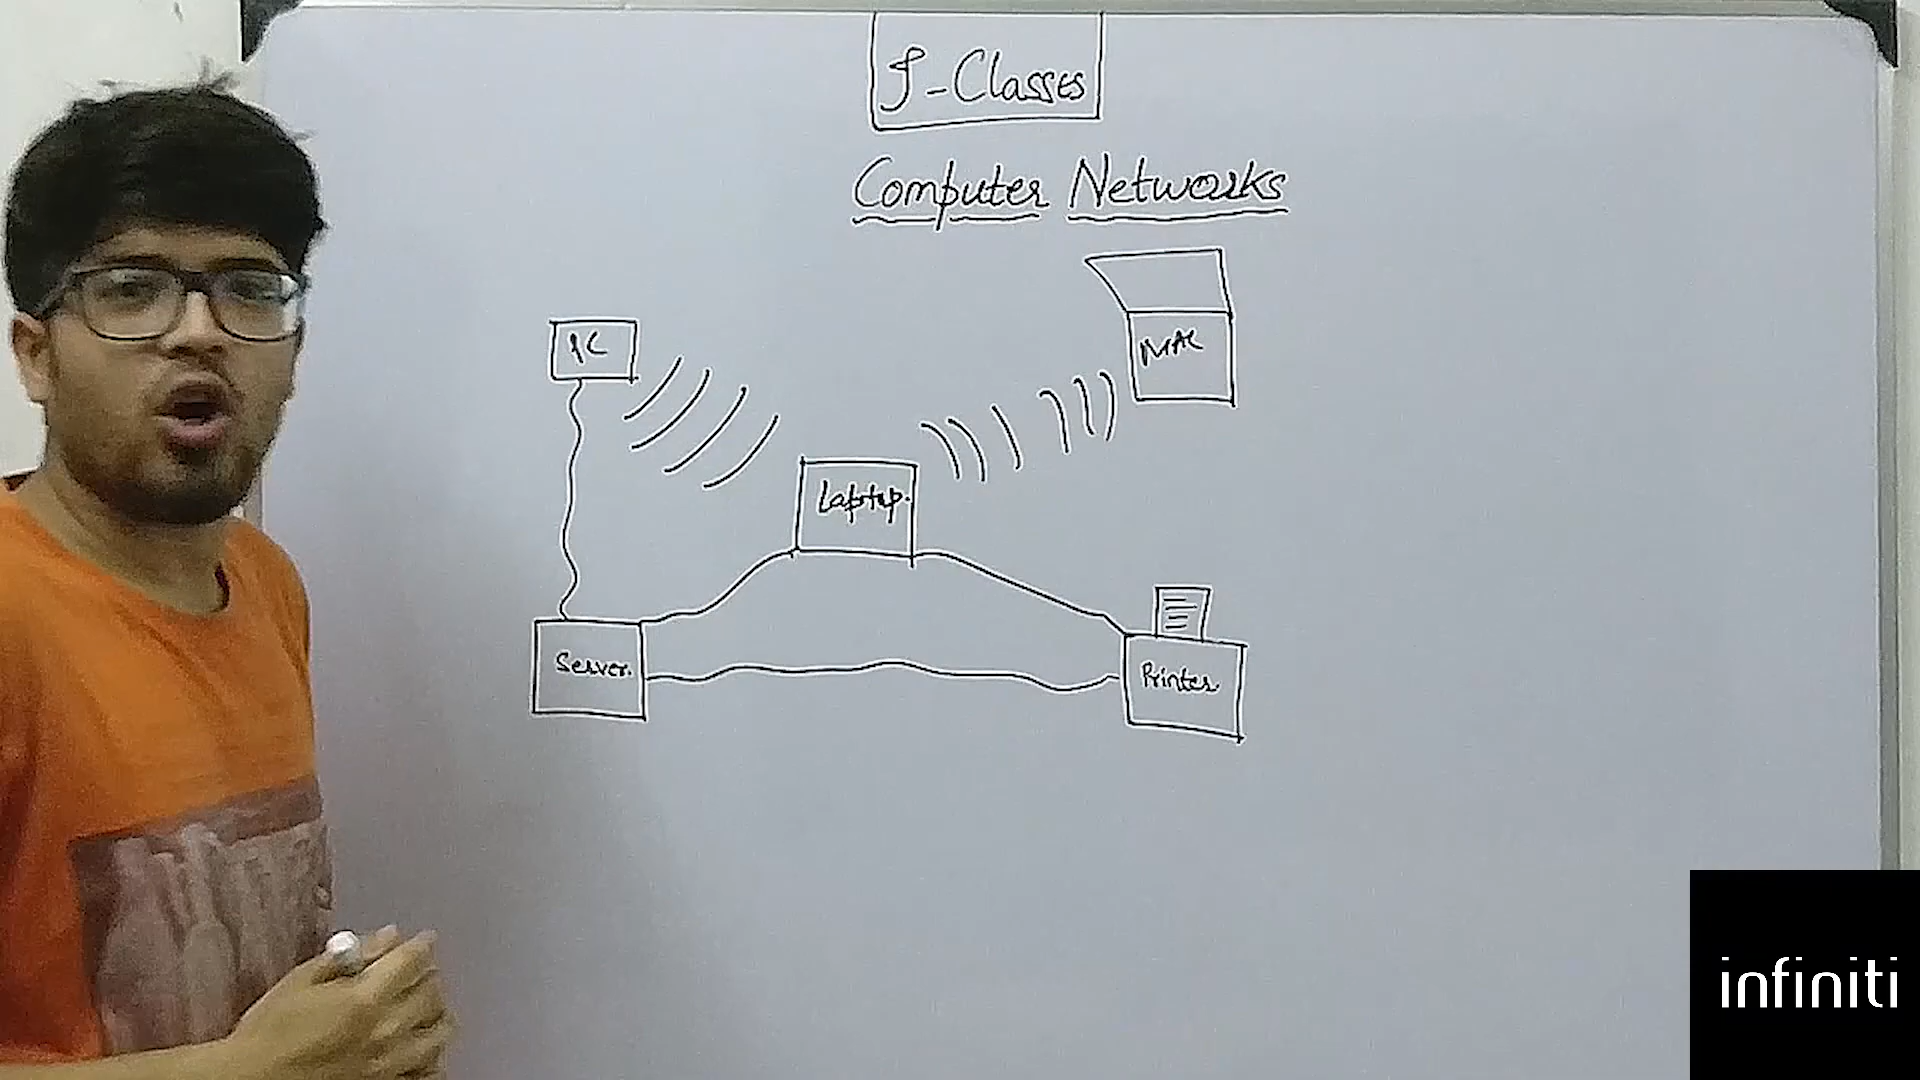 J-Classes
Computer Networks
PC
MAC
Laptop.
Server.
Printer
infiniti